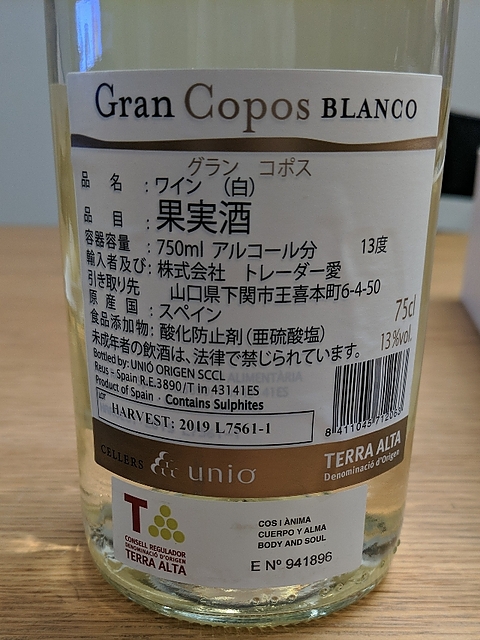 Gran Copos BLANCO
グラン コポス
品 名 : ワイン (白)
品 目 : 果実酒
容器容量 : 750ml アルコール分 13度
輸入者及び : 株式会社 トレーダー愛
引き取り先 山口県下関市王喜本町6-4-50
原産国 : スペイン
75cl
食品添加物: 酸化防止剤(亜硫酸塩)
13%vol.
未成年者の飲酒は、法律で禁じられています。
Bottled by: UNIÓ ORIGEN SCCL
Reus - Spain R.E.3890/T in 43141ES
Product of Spain · Contains Sulphites
LOT
HARVEST: 2019 L7561-1
8 411045 712063
CELLERS unió
TERRA ALTA
Denominació d'Origen
T
CONSELL REGULADOR
DENOMINACIÓ D'ORIGEN
TERRA ALTA
COS I ÀNIMA
CUERPO Y ALMA
BODY AND SOUL
E Nº 941896